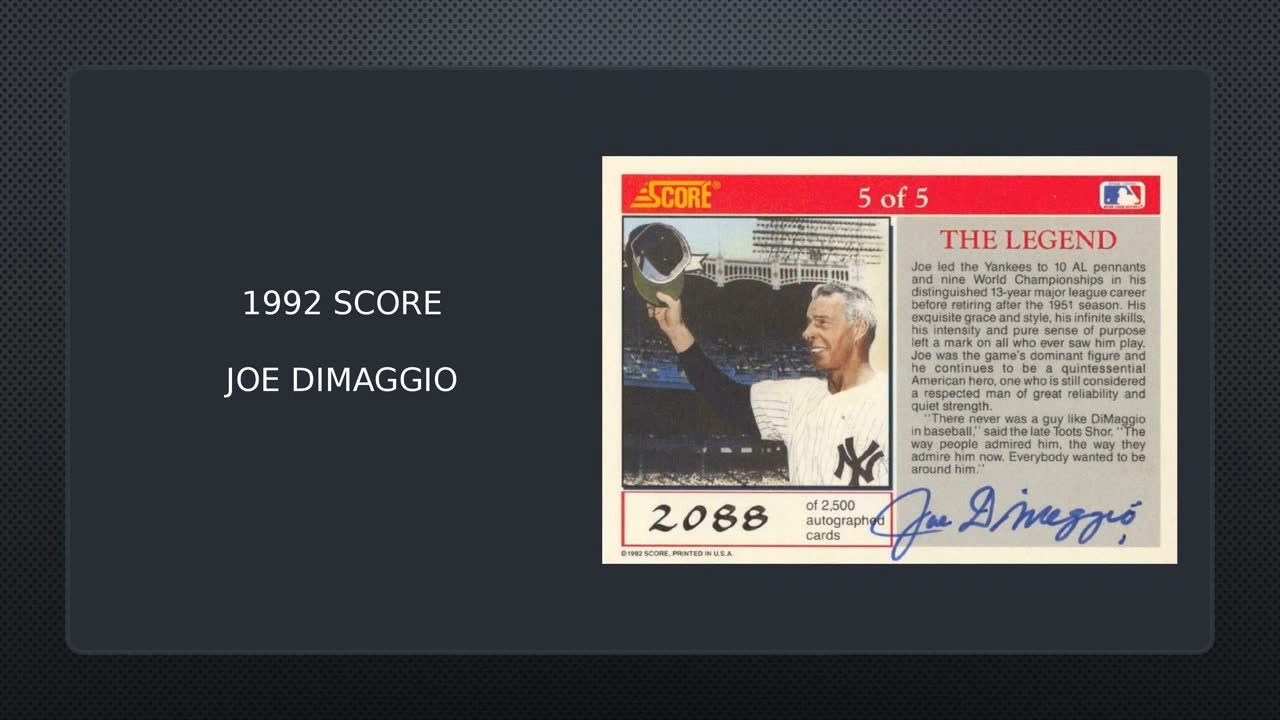 1992 SCORE
JOE DIMAGGIO
SCORE®
5 of 5
THE LEGEND
Joe led the Yankees to 10 AL pennants
and nine World Championships in his
distinguished 13-year major league career
before retiring after the 1951 season. His
exquisite grace and style, his infinite skills,
his intensity and pure sense of purpose
left a mark on all who ever saw him play.
Joe was the game's dominant figure and
he continues to be a quintessential
American hero, one who is still considered
a respected man of great reliability and
quiet strength.
"There never was a guy like DiMaggio
in baseball," said the late Toots Shor. "The
way people admired him, the way they
admire him now. Everybody wanted to be
around him."
2088
of 2,500
autographed
cards
Joe DiMaggio
©1992 SCORE, PRINTED IN U.S.A.